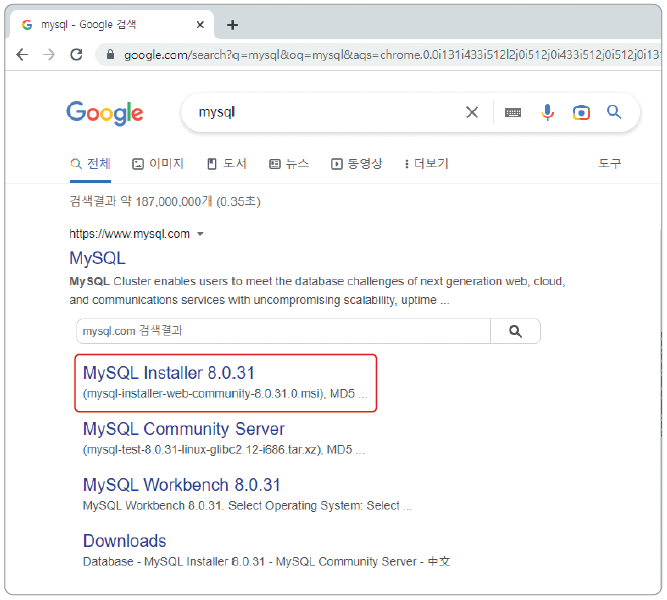 mysql - Google 검색
google.com/search?q=mysql&oq=mysql&aqs=chrome.0.0i131i433i512l2j0i512j0i433i512j0i512j0i131
Google
mysql
전체 이미지 도서 뉴스 동영상 더보기 도구
검색결과 약 187,000,000개 (0.35초)
https://www.mysql.com
MySQL
MySQL Cluster enables users to meet the database challenges of next generation web, cloud,
and communications services with uncompromising scalability, uptime ...
mysql.com 검색결과
MySQL Installer 8.0.31
(mysql-installer-web-community-8.0.31.0.msi), MD5 ...
MySQL Community Server
(mysql-test-8.0.31-linux-glibc2.12-i686.tar.xz), MD5 ...
MySQL Workbench 8.0.31
MySQL Workbench 8.0.31. Select Operating System: Select ...
Downloads
Database - MySQL Installer 8.0.31 - MySQL Community Server - 中文